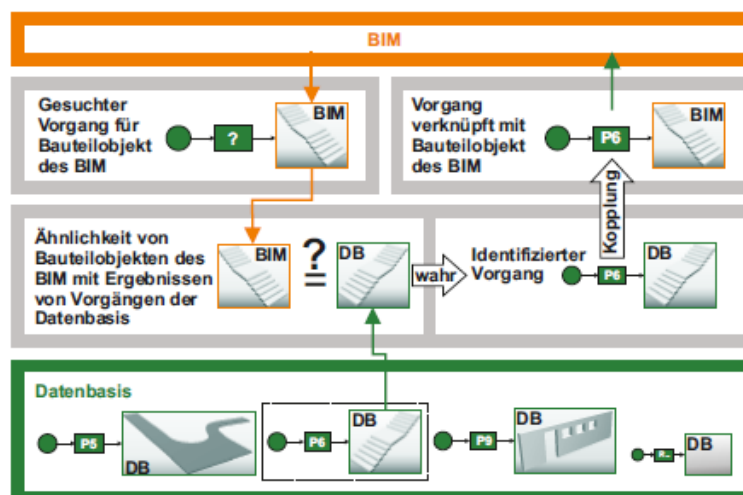 BIM
Gesuchter
Vorgang für
Bauteilobjekt
des BIM
?
BIM
Vorgang
verknüpft mit
Bauteilobjekt
des BIM
P6
BIM
Kopplung
Ähnlichkeit von
Bauteilobjekten des
BIM mit Ergebnissen
von Vorgängen der
Datenbasis
BIM
?
=
DB
wahr
Identifizierter
Vorgang
P6
DB
Datenbasis
P5
DB
P6
DB
P9
DB
DB